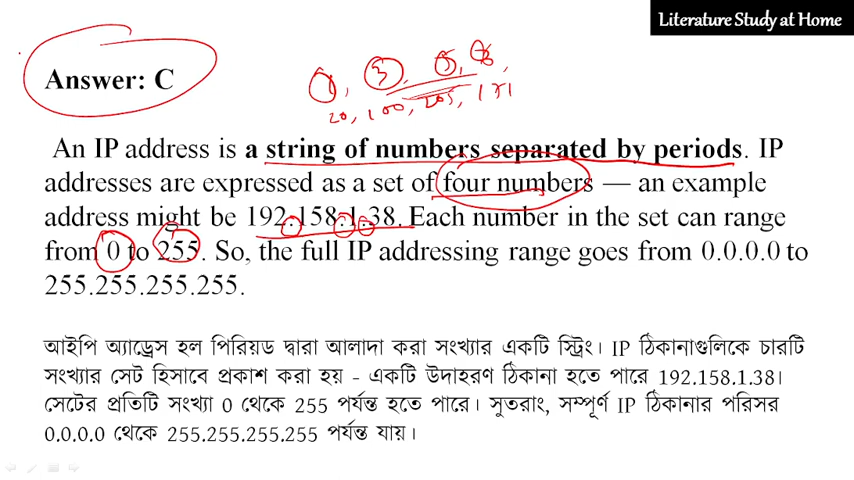 Literature Study at Home
Answer: C
20, 100, 205, 121
An IP address is a string of numbers separated by periods. IP
addresses are expressed as a set of four numbers — an example
address might be 192.158.1.38. Each number in the set can range
from 0 to 255. So, the full IP addressing range goes from 0.0.0.0 to
255.255.255.255.
আইপি অ্যাড্রেস হল পিরিয়ড দ্বারা আলাদা করা সংখ্যার একটি স্ট্রিং। IP ঠিকানাগুলিকে চারটি
সংখ্যার সেট হিসাবে প্রকাশ করা হয় - একটি উদাহরণ ঠিকানা হতে পারে 192.158.1.38।
সেটের প্রতিটি সংখ্যা 0 থেকে 255 পর্যন্ত হতে পারে। সুতরাং, সম্পূর্ণ IP ঠিকানার পরিসর
0.0.0.0 থেকে 255.255.255.255 পর্যন্ত যায়।